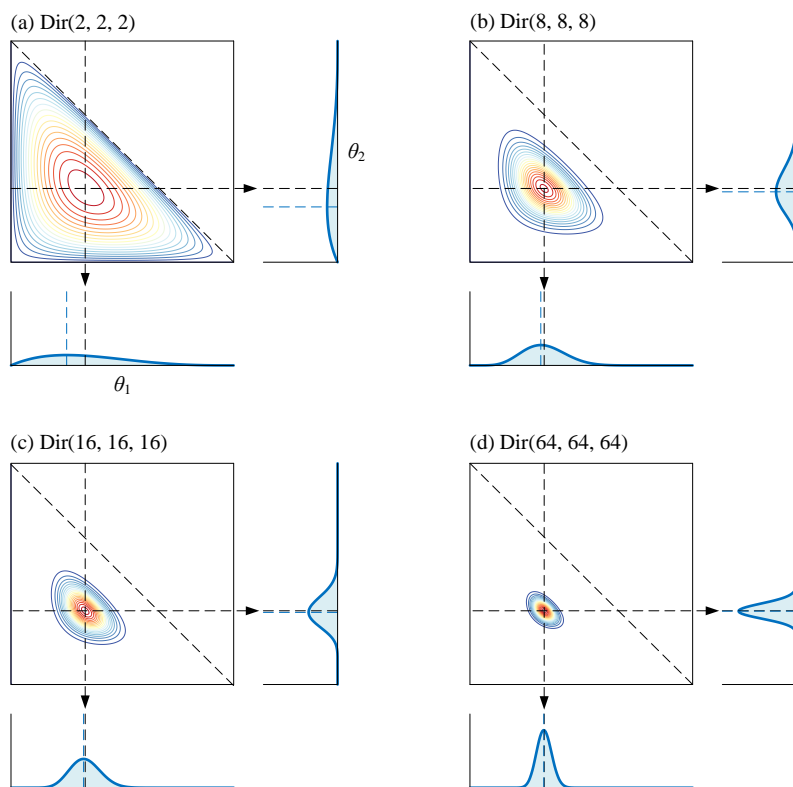 (a) Dir(2, 2, 2)
(b) Dir(8, 8, 8)
θ2
θ1
(c) Dir(16, 16, 16)
(d) Dir(64, 64, 64)